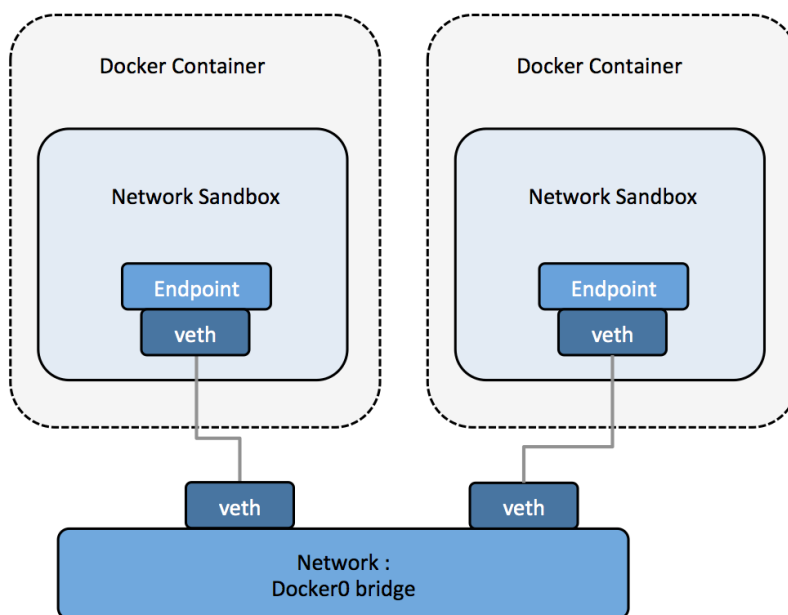 Docker Container
Docker Container
Network Sandbox
Network Sandbox
Endpoint
Endpoint
veth
veth
veth
veth
Network :
Docker0 bridge